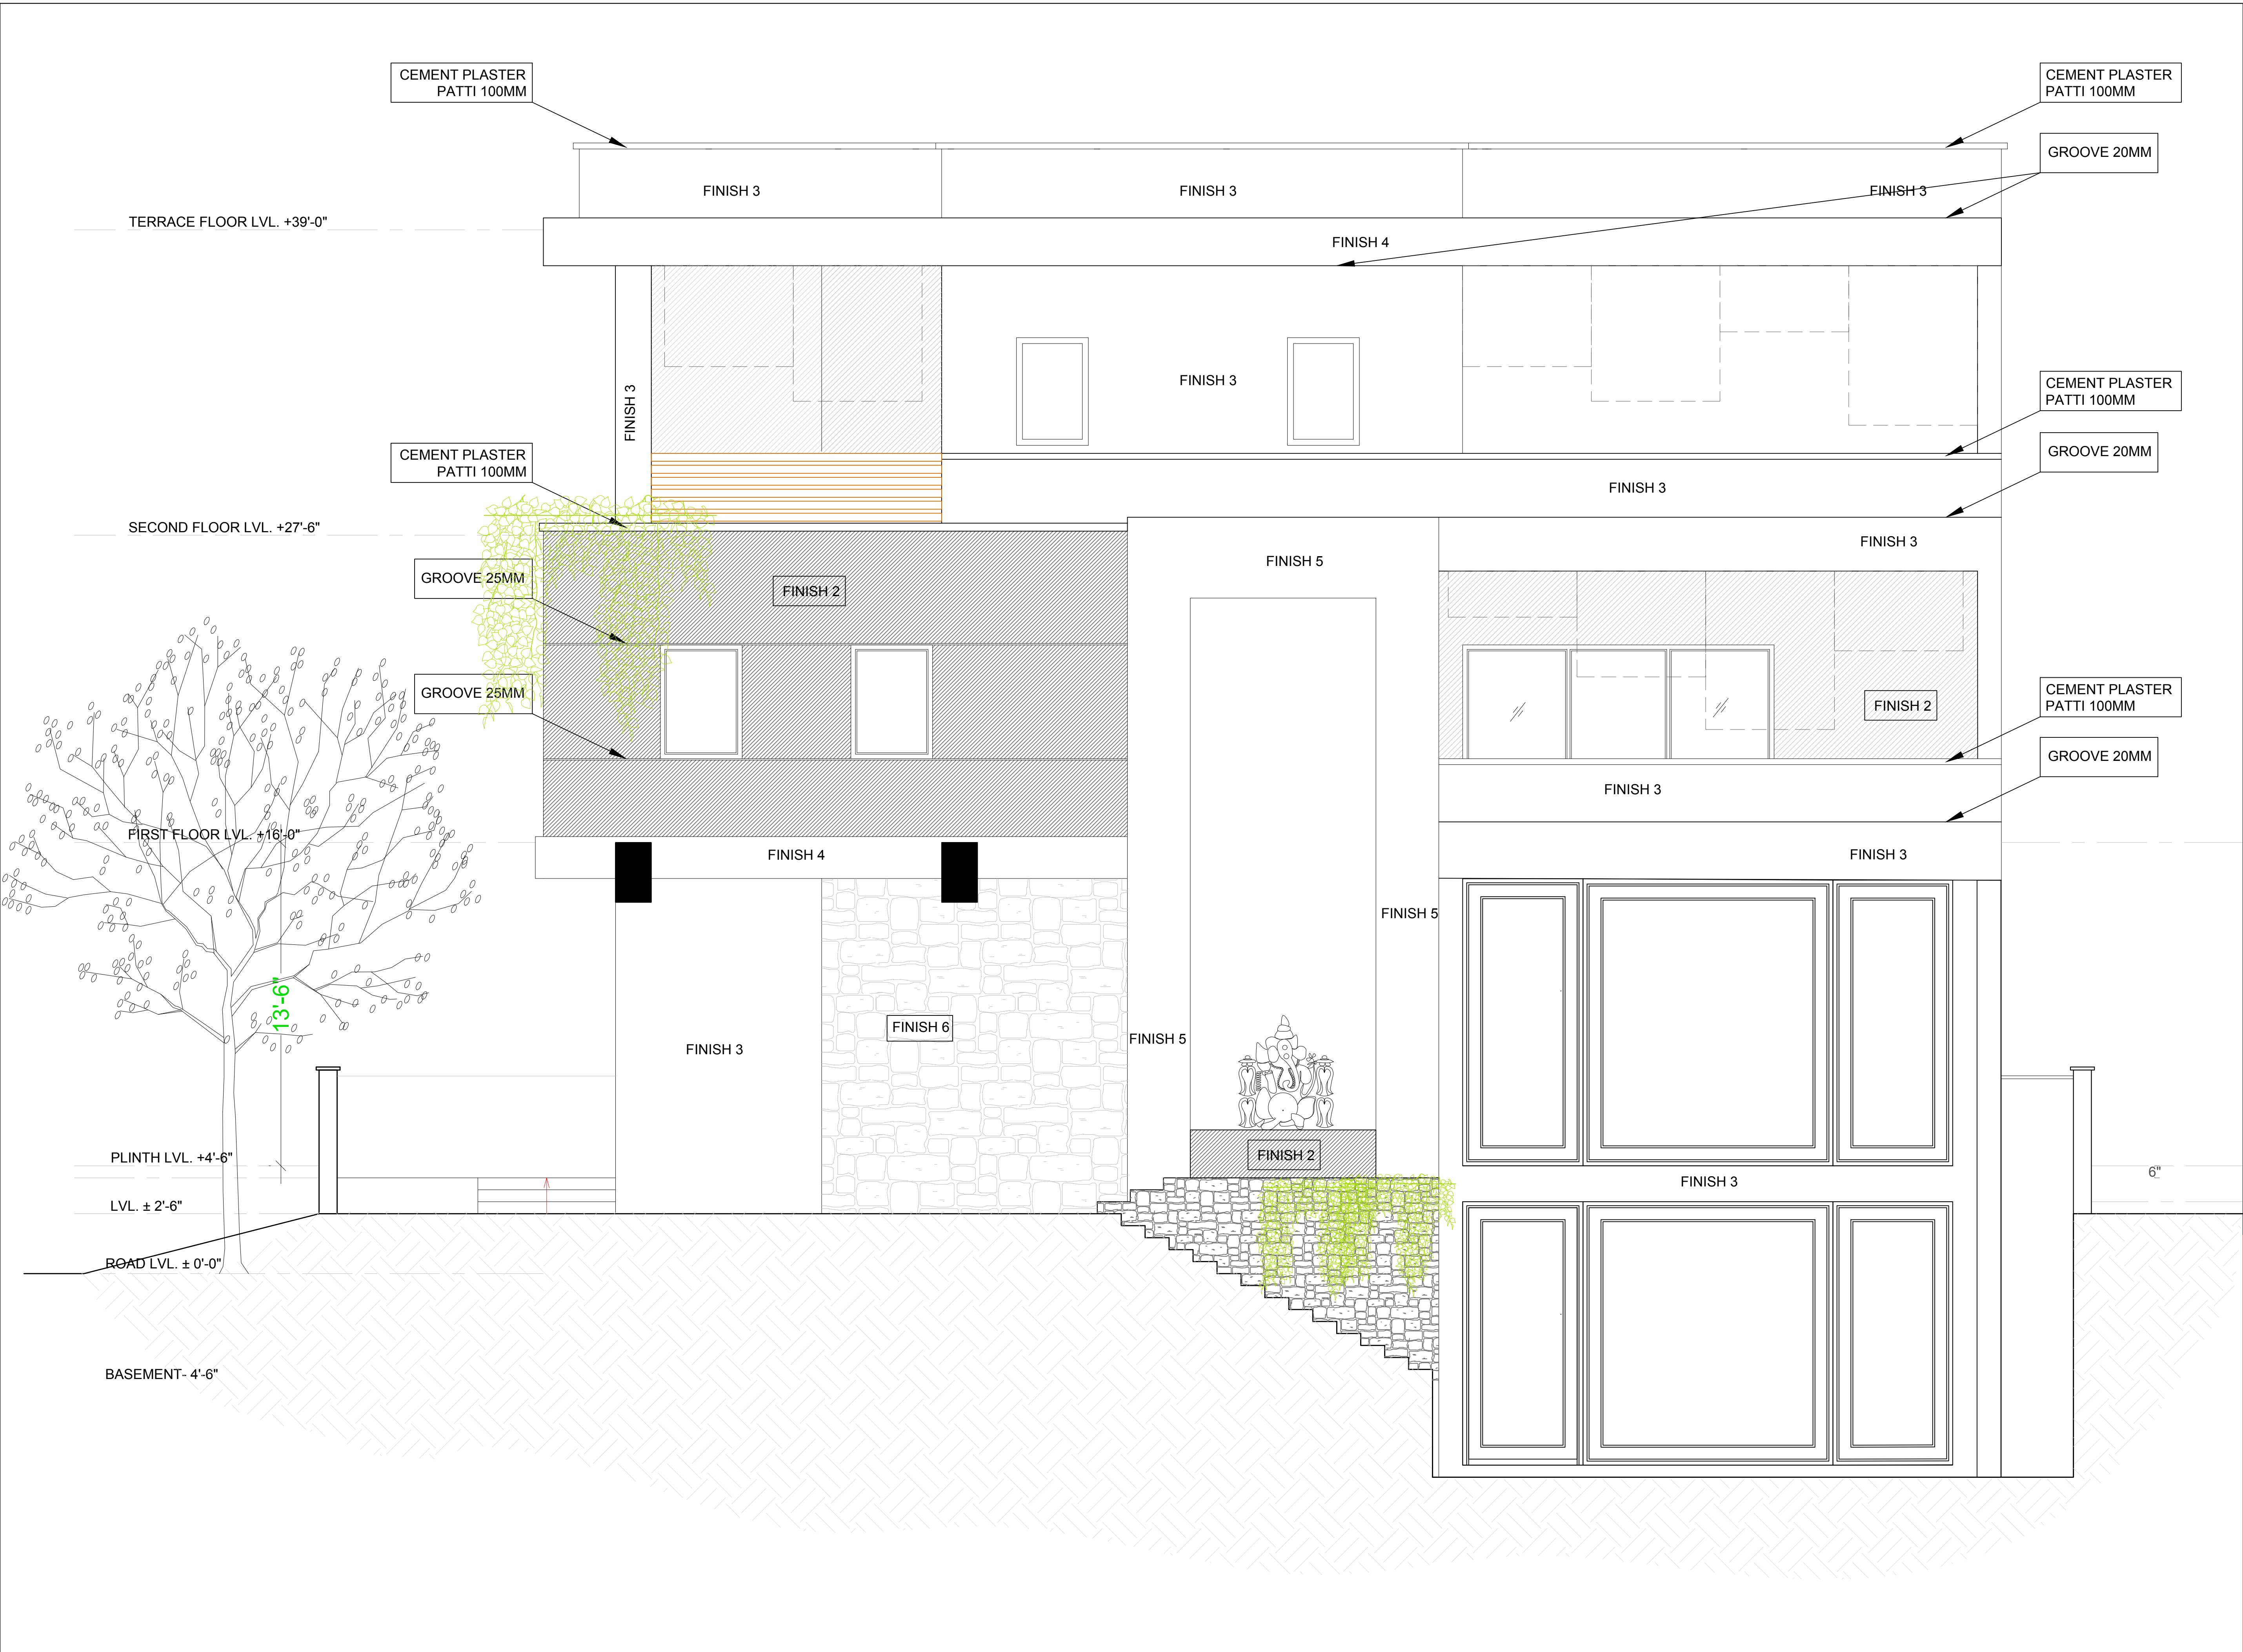 CEMENT PLASTER
PATTI 100MM
CEMENT PLASTER
PATTI 100MM
GROOVE 20MM
FINISH 3
FINISH 3
FINISH 3
TERRACE FLOOR LVL. +39'-0"
FINISH 4
FINISH 3
FINISH 3
CEMENT PLASTER
PATTI 100MM
GROOVE 20MM
CEMENT PLASTER
PATTI 100MM
FINISH 3
SECOND FLOOR LVL. +27'-6"
FINISH 3
FINISH 5
GROOVE 25MM
FINISH 2
GROOVE 25MM
FINISH 2
CEMENT PLASTER
PATTI 100MM
GROOVE 20MM
FINISH 3
FIRST FLOOR LVL. +16'-0"
FINISH 4
FINISH 3
FINISH 5
13'-6"
FINISH 6
FINISH 3
FINISH 5
PLINTH LVL. +4'-6"
FINISH 2
6"
FINISH 3
LVL. ± 2'-6"
ROAD LVL. ± 0'-0"
BASEMENT- 4'-6"